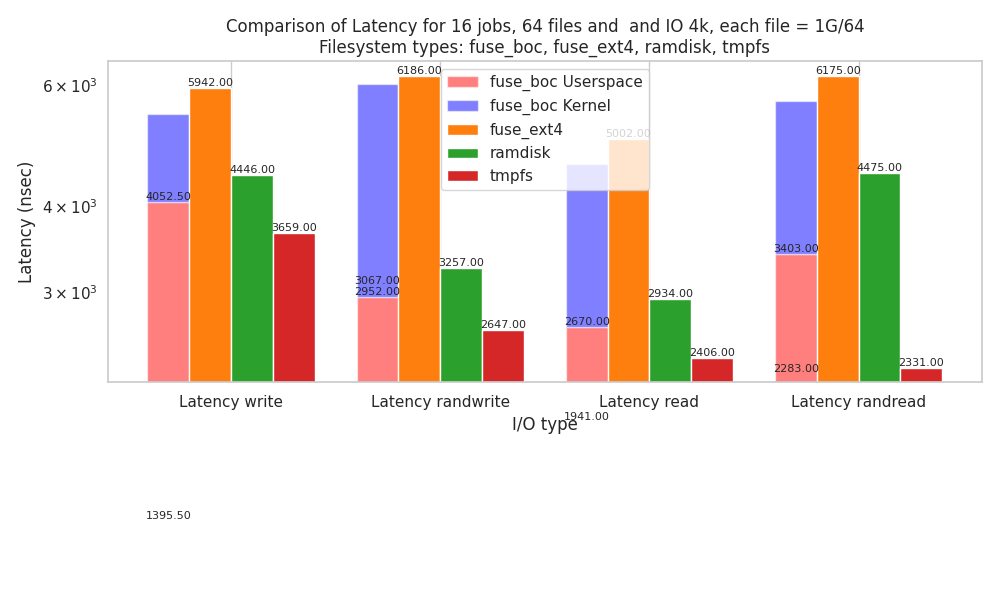 Comparison of Latency for 16 jobs, 64 files and  and IO 4k, each file = 1G/64
Filesystem types: fuse_boc, fuse_ext4, ramdisk, tmpfs
6 × 10³
4 × 10³
3 × 10³
Latency (nsec)
fuse_boc Userspace
fuse_boc Kernel
fuse_ext4
ramdisk
tmpfs
4052.50
5942.00
4446.00
3659.00
1395.50
3067.00
2952.00
6186.00
3257.00
2647.00
2670.00
1941.00
5002.00
2934.00
2406.00
3403.00
2283.00
6175.00
4475.00
2331.00
Latency write
Latency randwrite
Latency read
Latency randread
I/O type